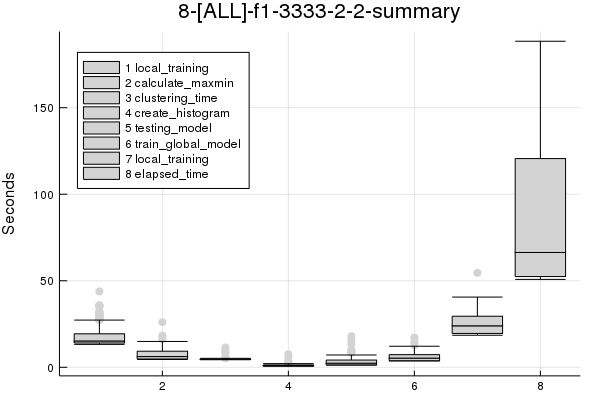 8-[ALL]-f1-3333-2-2-summary
1 local_training
2 calculate_maxmin
3 clustering_time
4 create_histogram
5 testing_model
6 train_global_model
7 local_training
8 elapsed_time
Seconds
150
100
50
0
2 4 6 8